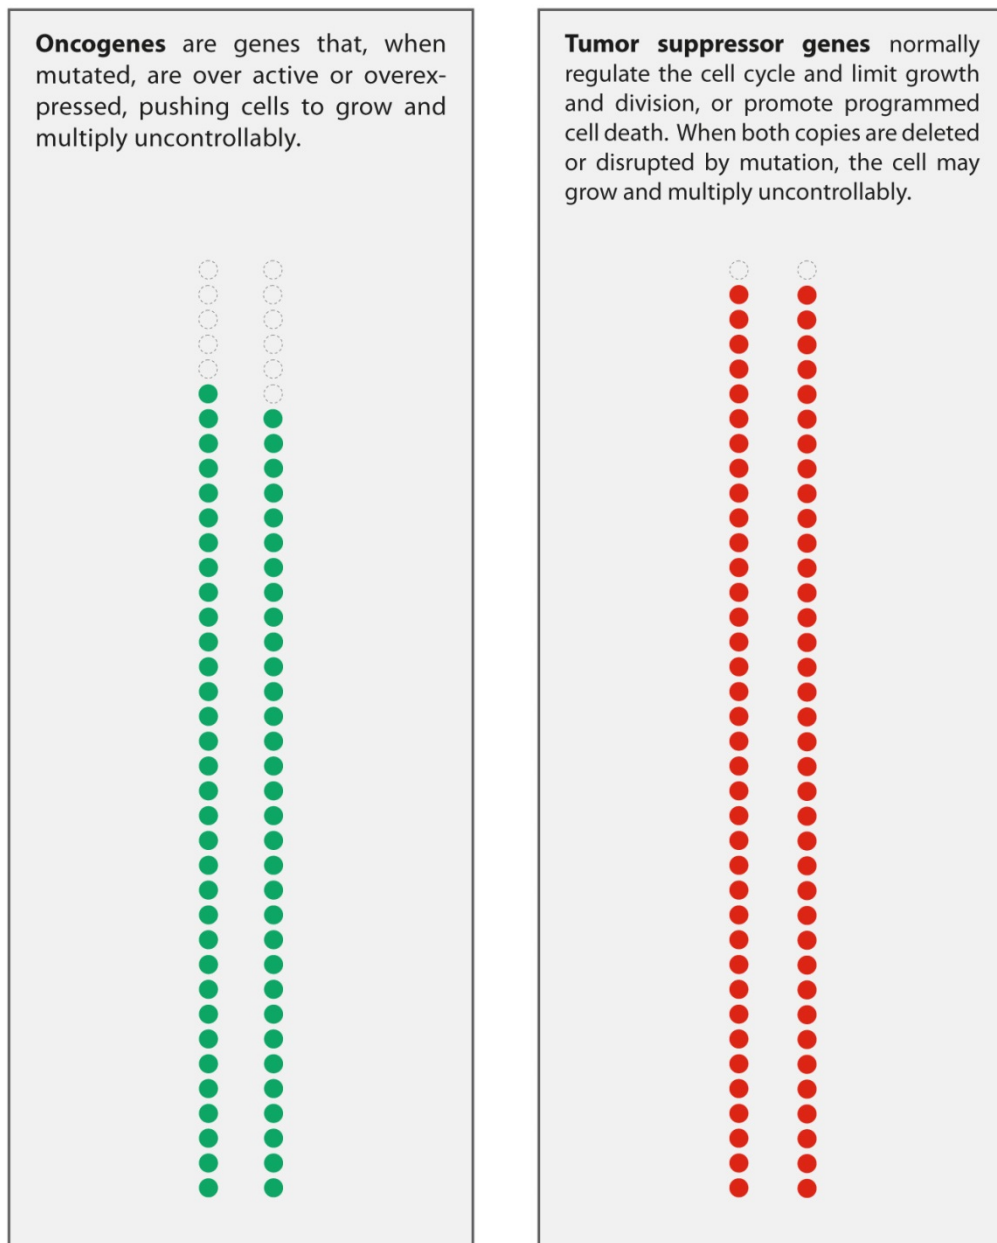 Oncogenes are genes that, when
mutated, are over active or overex-
pressed, pushing cells to grow and
multiply uncontrollably.
Tumor suppressor genes normally
regulate the cell cycle and limit growth
and division, or promote programmed
cell death. When both copies are deleted
or disrupted by mutation, the cell may
grow and multiply uncontrollably.